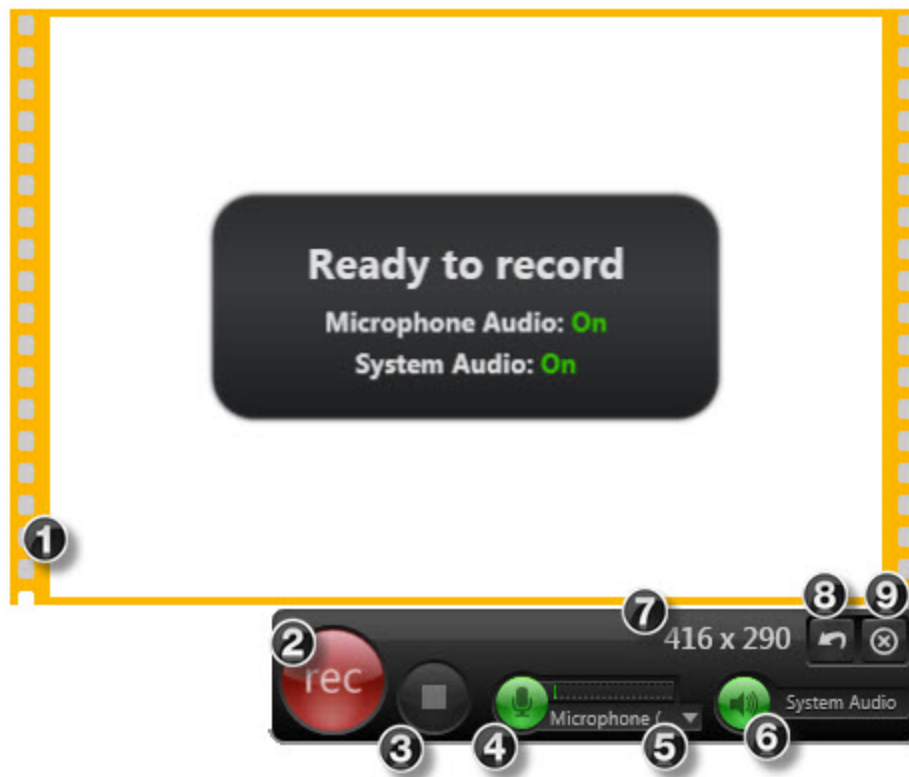 Ready to record
Microphone Audio: On
System Audio: On
1
7
8
9
2
416 x 290
rec
System Audio
Microphone (
3
4
5
6